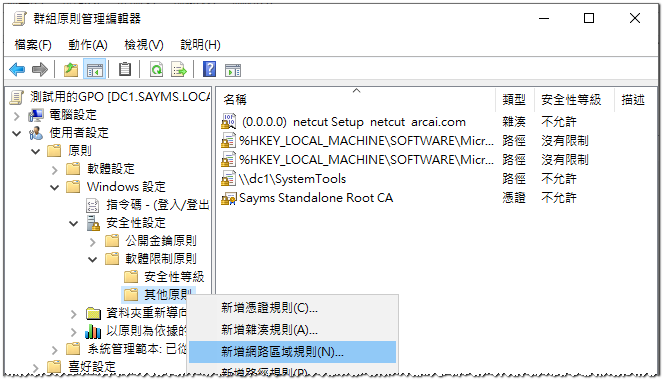 群組原則管理編輯器
檔案(F) 動作(A) 檢視(V) 說明(H)
測試用的GPO [DC1.SAYMS.LOCA
電腦設定
使用者設定
原則
軟體設定
Windows 設定
指令碼 - (登入/登出
安全性設定
公開金鑰原則
軟體限制原則
安全性等級
其他原則
資料夾重新導向
以原則為依據的
系統管理範本: 已從
喜好設定
名稱 類型 安全性等級 描述
(0.0.0.0) netcut Setup netcut arcai.com 雜湊 不允許
%HKEY_LOCAL_MACHINE\SOFTWARE\Micr... 路徑 沒有限制
%HKEY_LOCAL_MACHINE\SOFTWARE\Micr... 路徑 沒有限制
\\dc1\SystemTools 路徑 不允許
Sayms Standalone Root CA 憑證 不允許
新增憑證規則(C)...
新增雜湊規則(A)...
新增網路區域規則(N)...
新增路徑規則(P)...